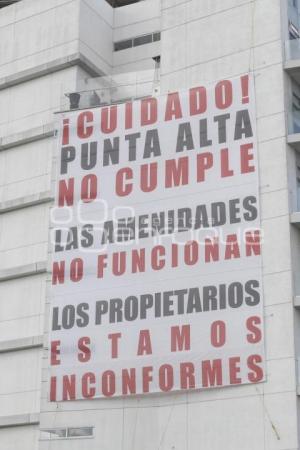 ¡CUIDADO!
PUNTA ALTA
NO CUMPLE
LAS AMENIDADES
NO FUNCIONAN
LOS PROPIETARIOS
ESTAMOS
INCONFORMES